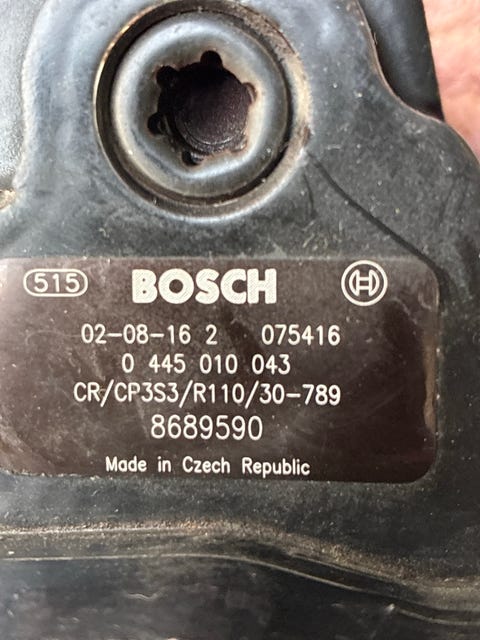 515 BOSCH H
02-08-16 2 075416
0 445 010 043
CR/CP3S3/R110/30-789
8689590
Made in Czech Republic